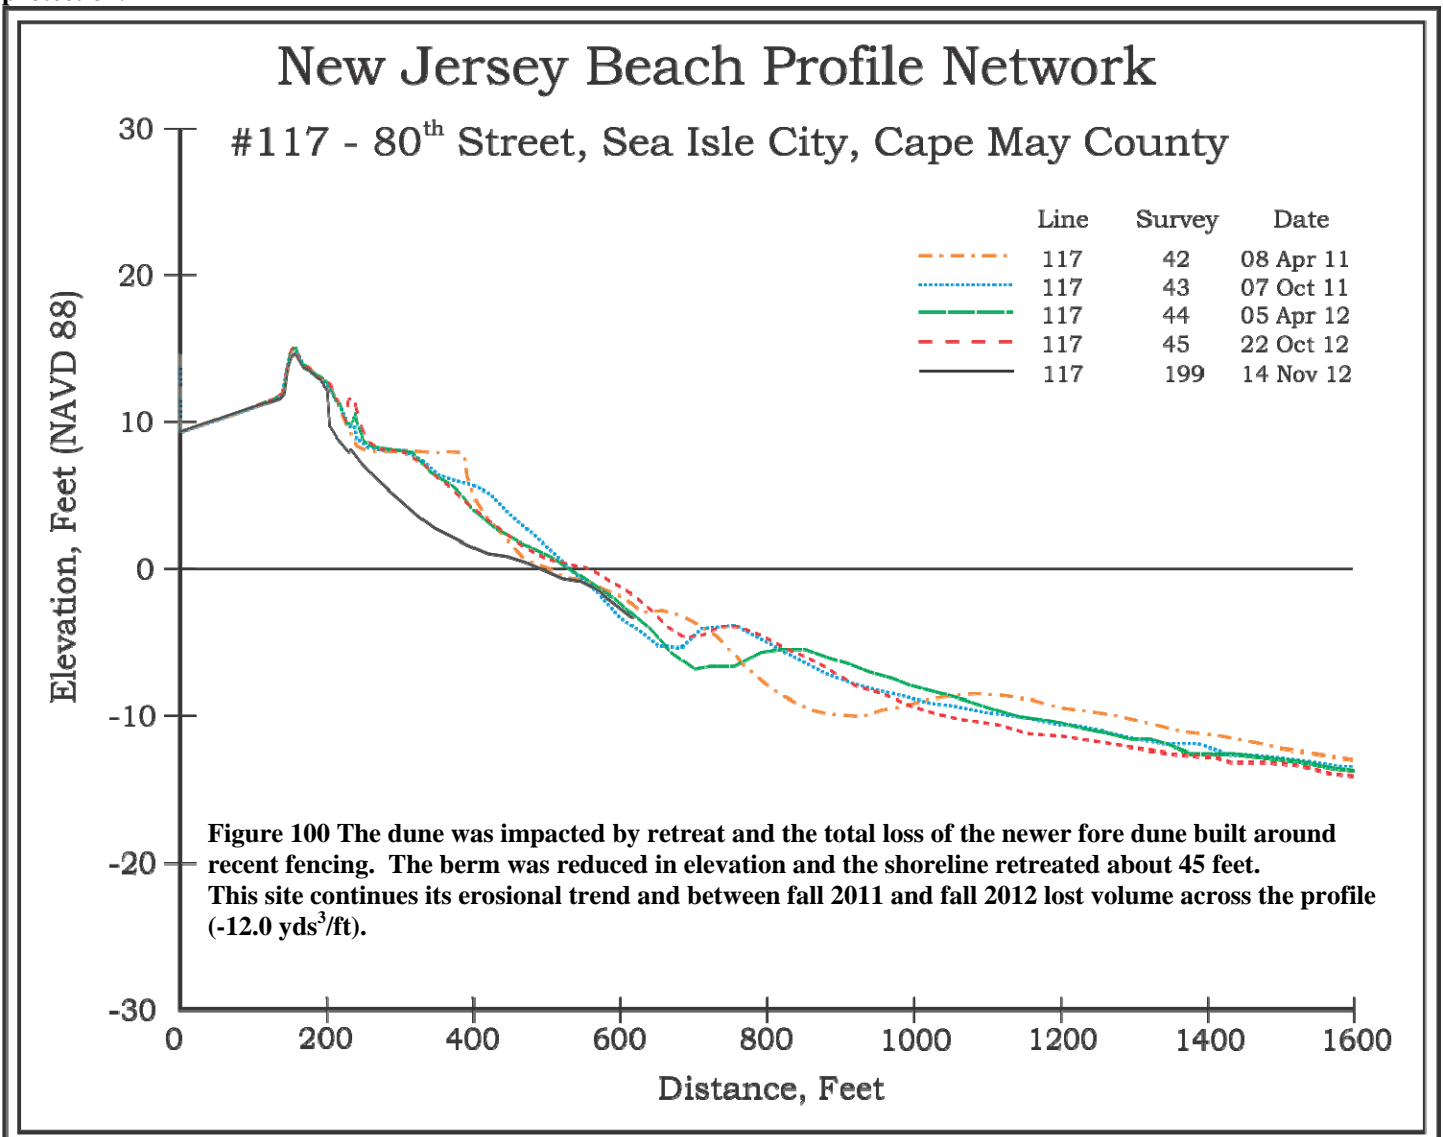 New Jersey Beach Profile Network
#117 - 80th Street, Sea Isle City, Cape May County
Line Survey Date
117 42 08 Apr 11
117 43 07 Oct 11
117 44 05 Apr 12
117 45 22 Oct 12
117 199 14 Nov 12
Elevation, Feet (NAVD 88)
30
20
10
0
-10
-20
-30
Figure 100 The dune was impacted by retreat and the total loss of the newer fore dune built around
recent fencing. The berm was reduced in elevation and the shoreline retreated about 45 feet.
This site continues its erosional trend and between fall 2011 and fall 2012 lost volume across the profile
(-12.0 yds3/ft).
0 200 400 600 800 1000 1200 1400 1600
Distance, Feet